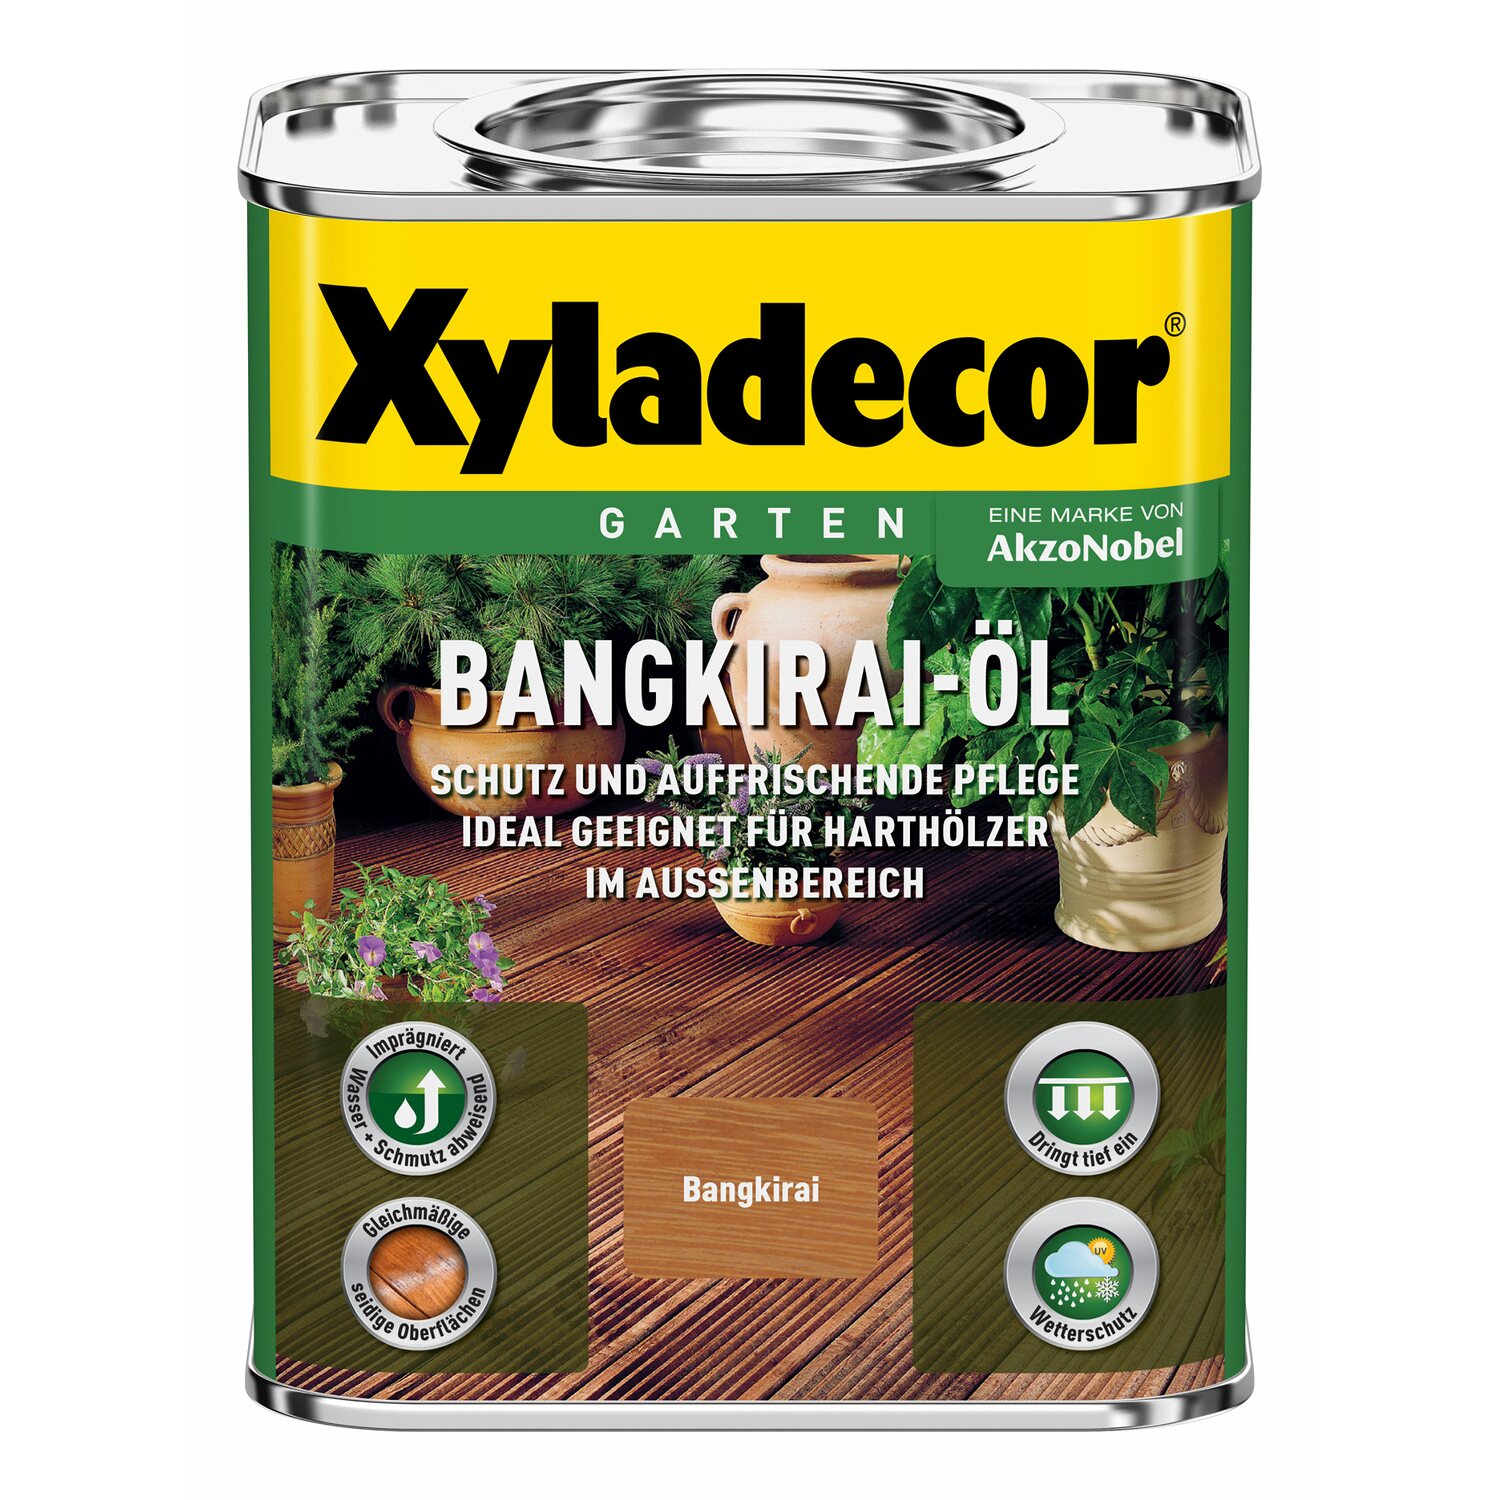 Xyladecor®
GARTEN
EINE MARKE VON
AkzoNobel
BANGKIRAI-ÖL
SCHUTZ UND AUFFRISCHENDE PFLEGE
IDEAL GEEIGNET FÜR HARTHÖLZER
IM AUSSENBEREICH
Imprägniert
Wasser + Schmutz abweisend
Dringt tief ein
Bangkirai
Gleichmäßige
seidige Oberflächen
UV
Wetterschutz